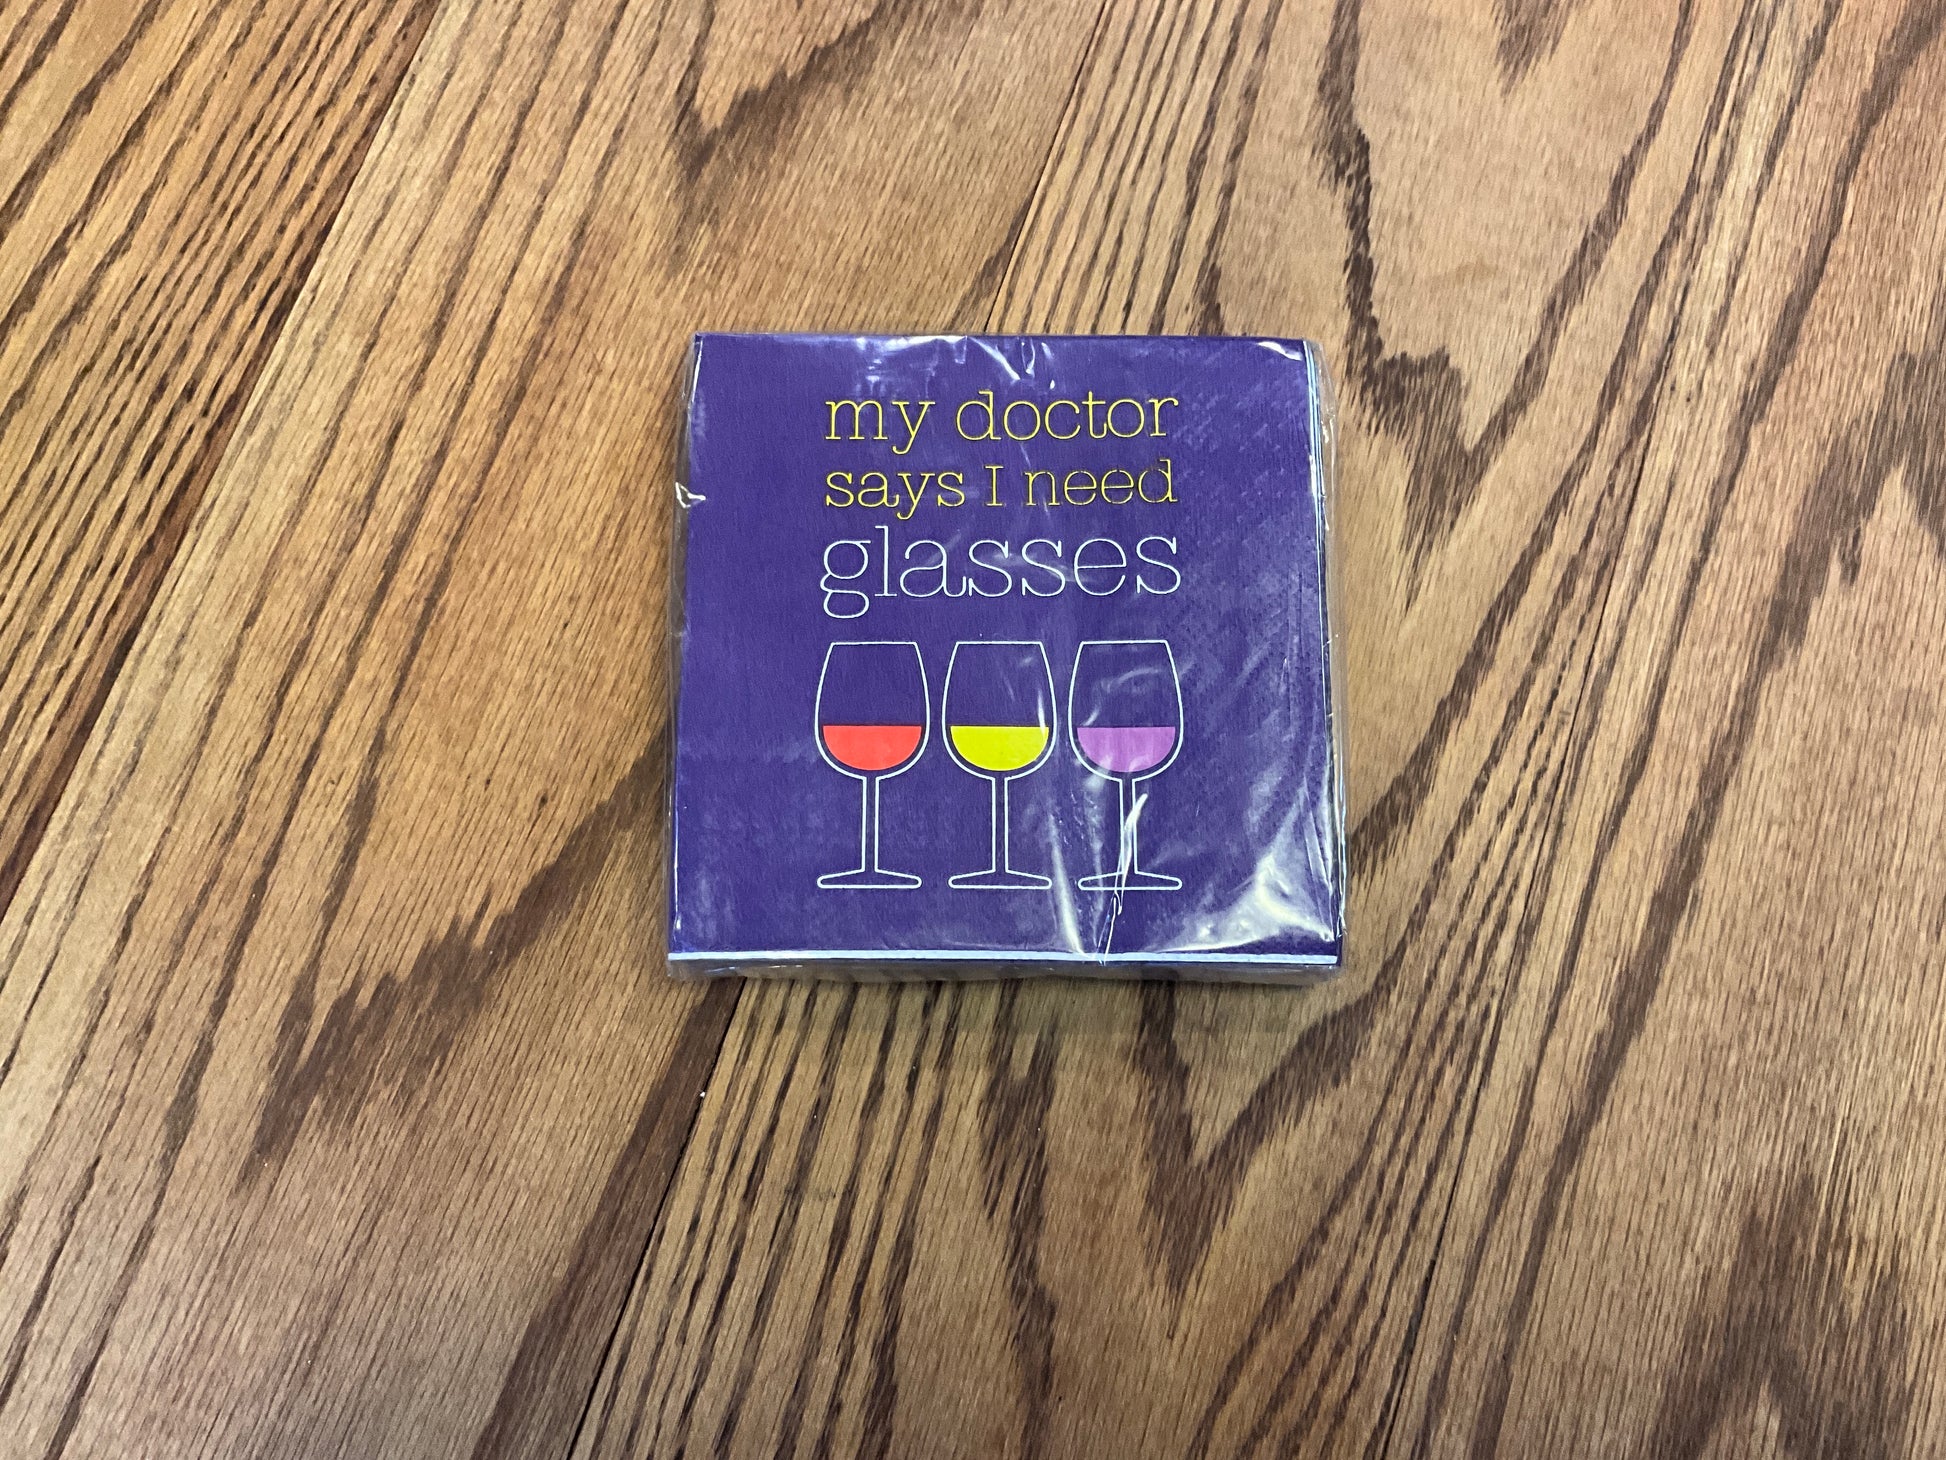 my doctor
says I need
glasses